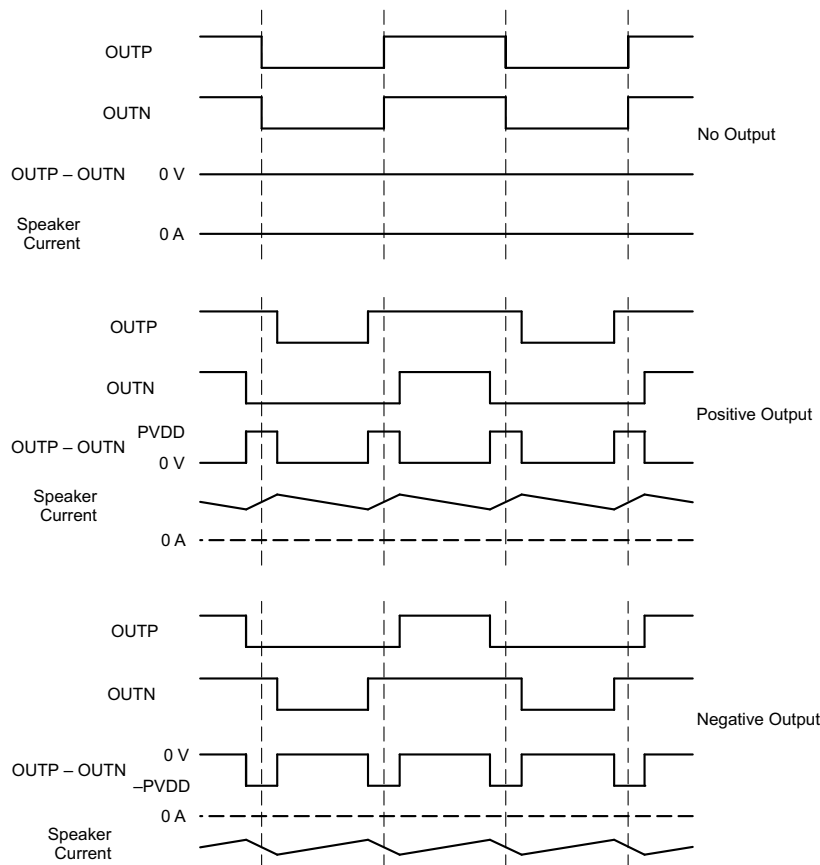 OUTP
OUTN
No Output
OUTP – OUTN 0 V
Speaker
Current
0 A
OUTP
OUTN
Positive Output
PVDD
OUTP – OUTN
0 V
Speaker
Current
0 A
OUTP
OUTN
Negative Output
0 V
OUTP – OUTN
–PVDD
0 A
Speaker
Current